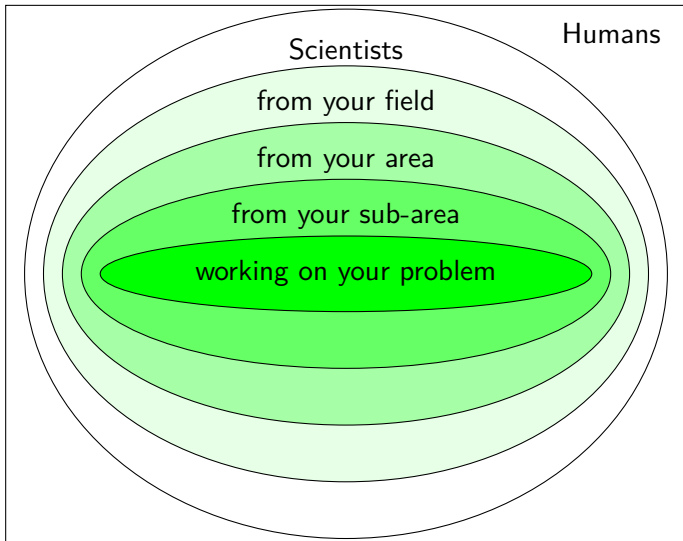 Humans
Scientists
from your field
from your area
from your sub-area
working on your problem